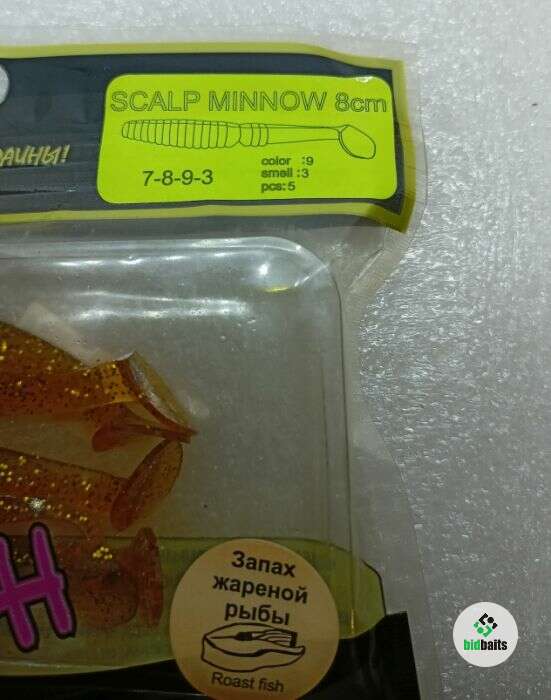 SCALP MINNOW 8cm
7-8-9-3
color :9
smell :3
pcs: 5
Запах
жареной
рыбы
Roast fish
bidbaits